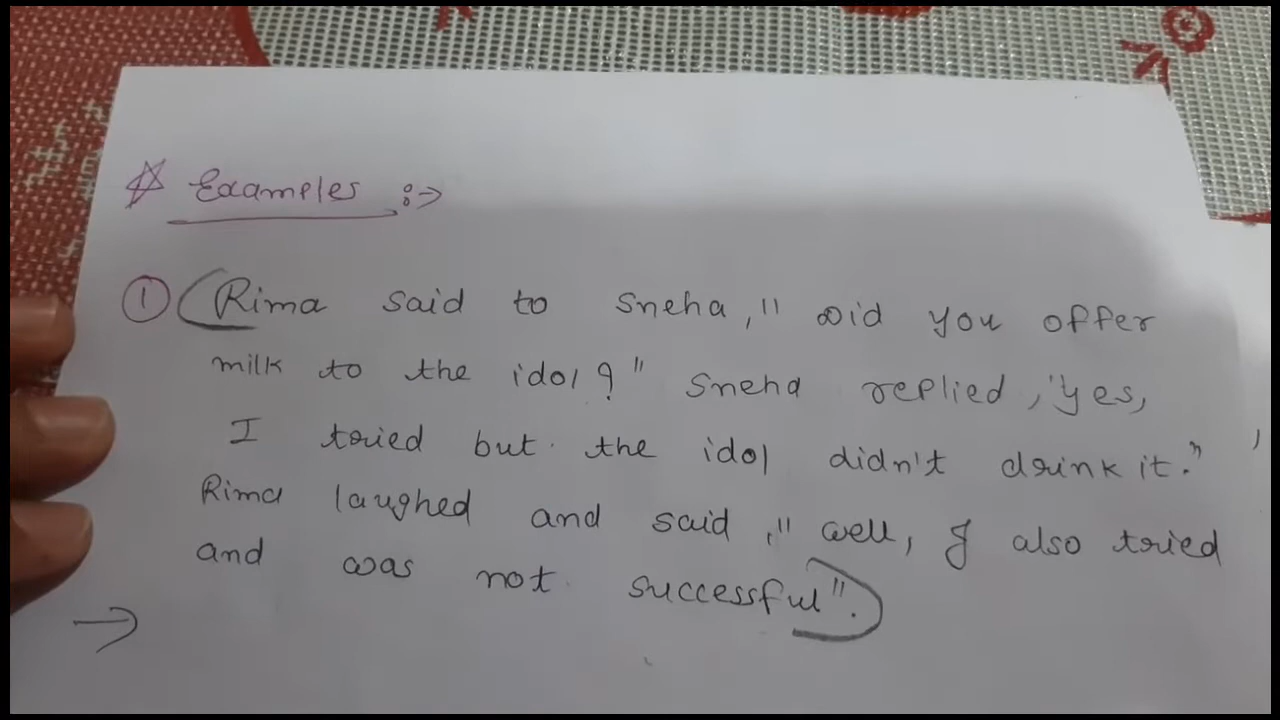 ☆ Examples :→
① (Rima said to Sneha, " Did you offer
milk to the idol?" Sneha replied, "Yes,
I tried but the idol didn't drink it."
Rima laughed and said, " well, I also tried
and was not successful".)
→